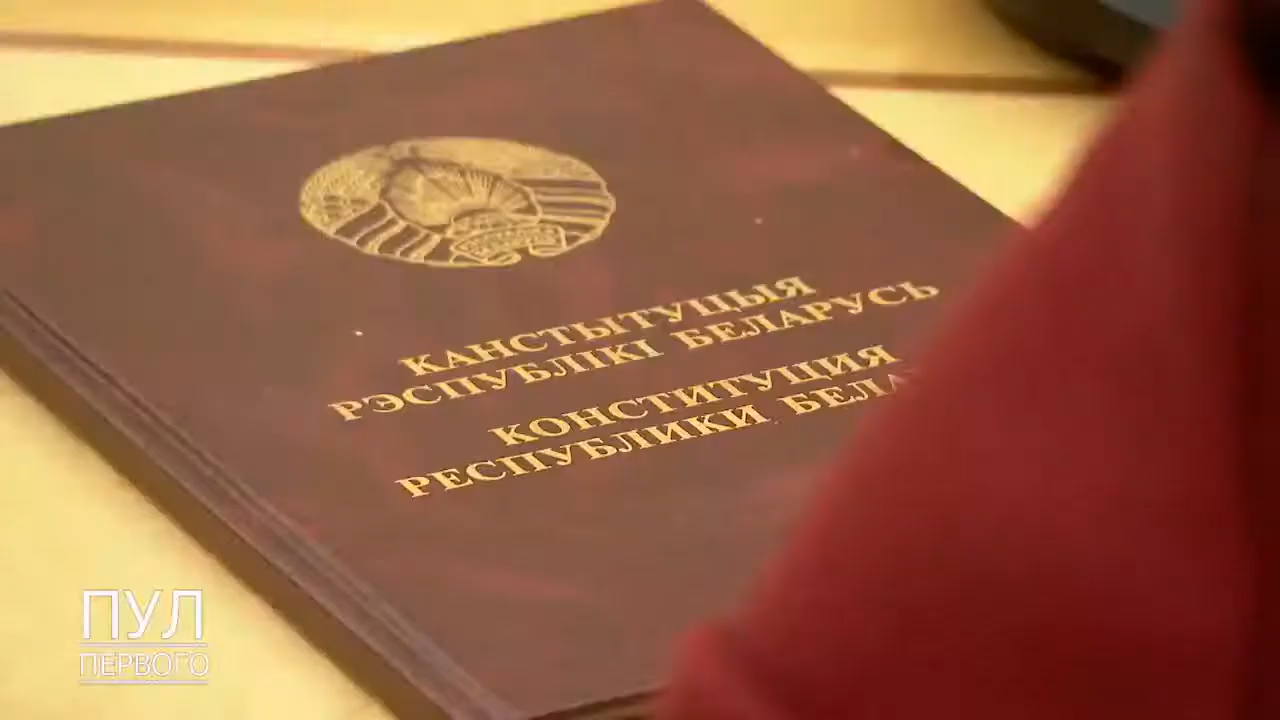 КАНСТЫТУЦЫЯ
РЭСПУБЛІКІ БЕЛАРУСЬ
КОНСТИТУЦИЯ
РЕСПУБЛИКИ
ПУЛ
ПЕРВОГО